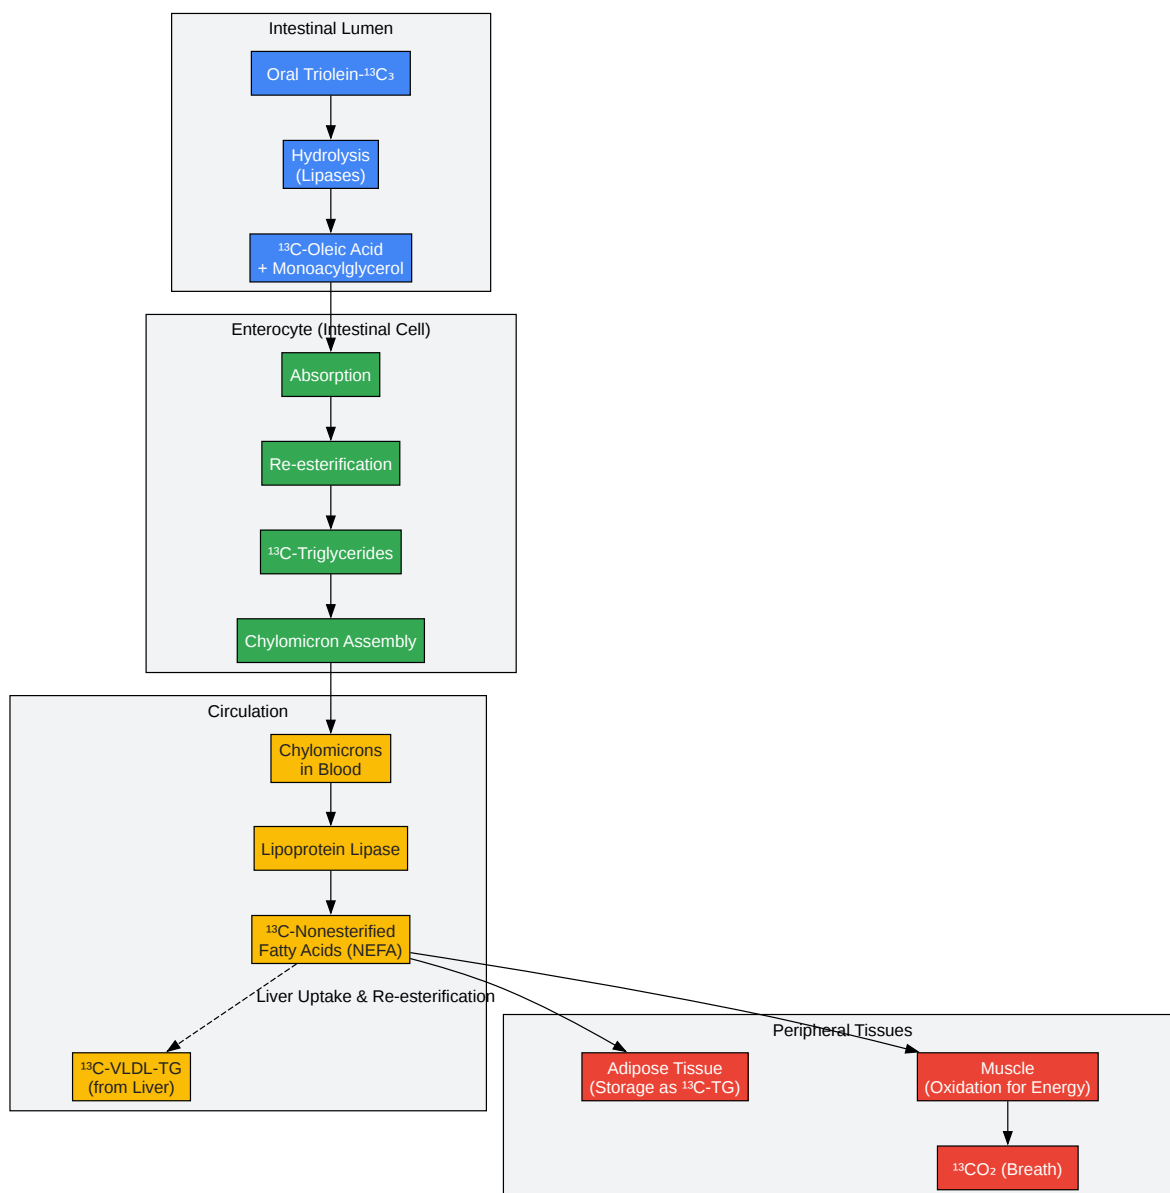 Intestinal Lumen
Oral Triolein-¹³C₃
Hydrolysis
(Lipases)
¹³C-Oleic Acid
+ Monoacylglycerol
Enterocyte (Intestinal Cell)
Absorption
Re-esterification
¹³C-Triglycerides
Chylomicron Assembly
Circulation
Chylomicrons
in Blood
Lipoprotein Lipase
¹³C-Nonesterified
Fatty Acids (NEFA)
Liver Uptake & Re-esterification
¹³C-VLDL-TG
(from Liver)
Peripheral Tissues
Adipose Tissue
(Storage as ¹³C-TG)
Muscle
(Oxidation for Energy)
¹³CO₂ (Breath)